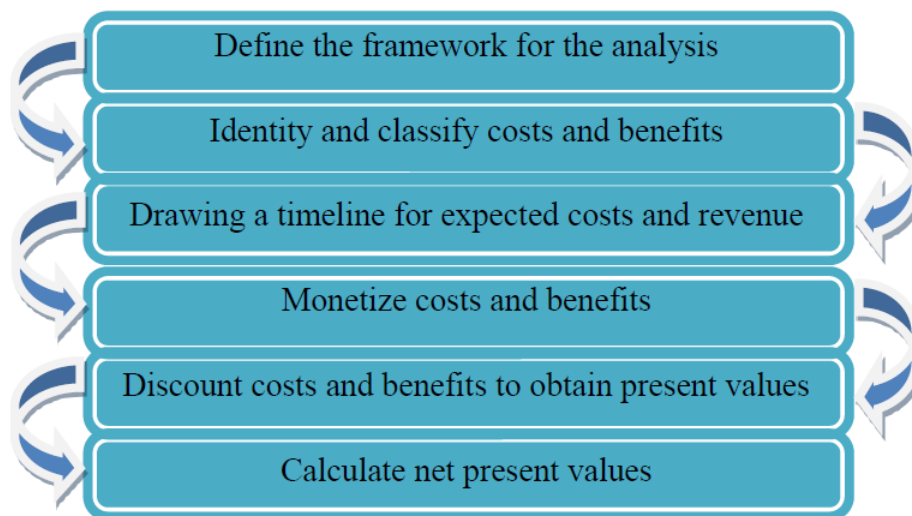 Define the framework for the analysis
Identity and classify costs and benefits
Drawing a timeline for expected costs and revenue
Monetize costs and benefits
Discount costs and benefits to obtain present values
Calculate net present values